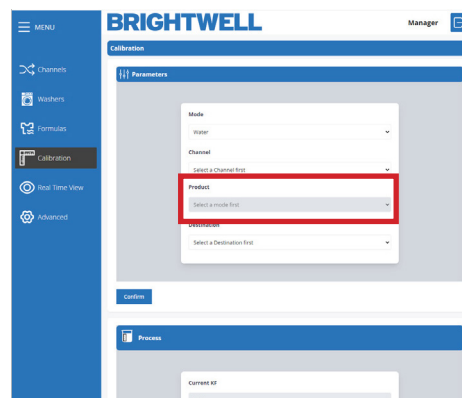 MENU
BRIGHTWELL
Manager
Calibration
Channels
Parameters
Washers
Mode
Water
Formulas
Channel
Calibration
Select a Channel first
Product
Real Time View
Select a mode first
Advanced
Destination
Select a Destination First
Confirm
Process
Current KF